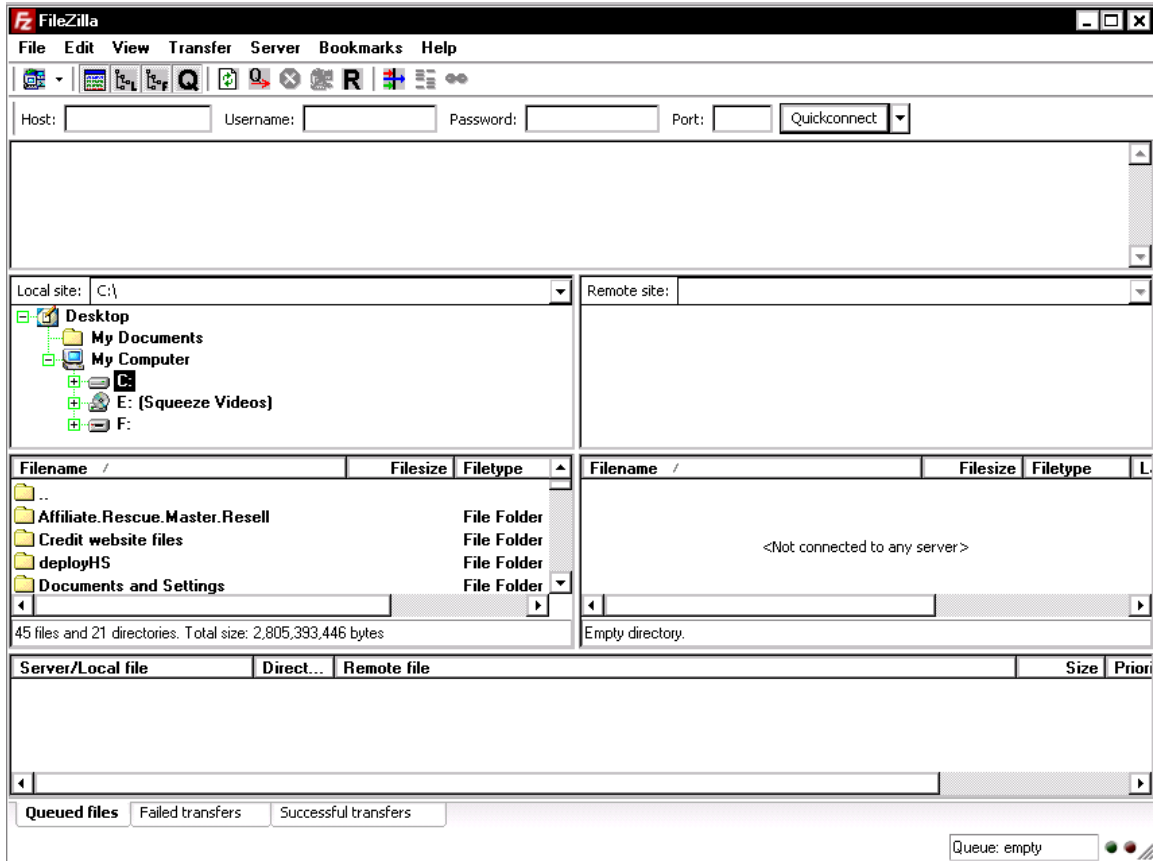 FileZilla
File Edit View Transfer Server Bookmarks Help
Host: Username: Password: Port: Quickconnect
Local site: C:\
Desktop
My Documents
My Computer
C:
E: (Squeeze Videos)
F:
Remote site:
Filename / Filesize Filetype
..
Affiliate.Rescue.Master.Resell File Folder
Credit website files File Folder
deployHS File Folder
Documents and Settings File Folder
45 files and 21 directories. Total size: 2,805,393,446 bytes
Filename / Filesize Filetype
<Not connected to any server>
Empty directory.
Server/Local file Direct... Remote file Size Priori
Queued files Failed transfers Successful transfers
Queue: empty